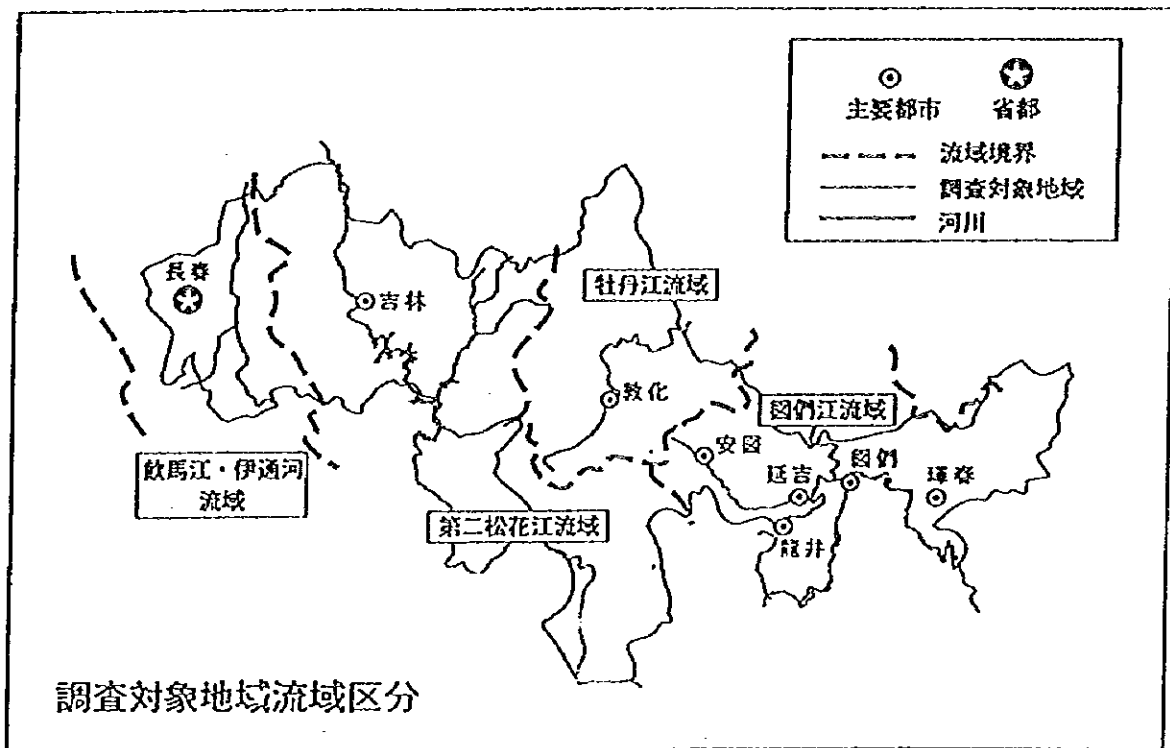 主要都市
省都
流域境界
調査対象地域
河川
長春
吉林
牡丹江流域
敦化
図們江流域
安図
延吉
図們
琿春
龍井
飲馬江・伊通河
流域
第二松花江流域
調査対象地域流域区分